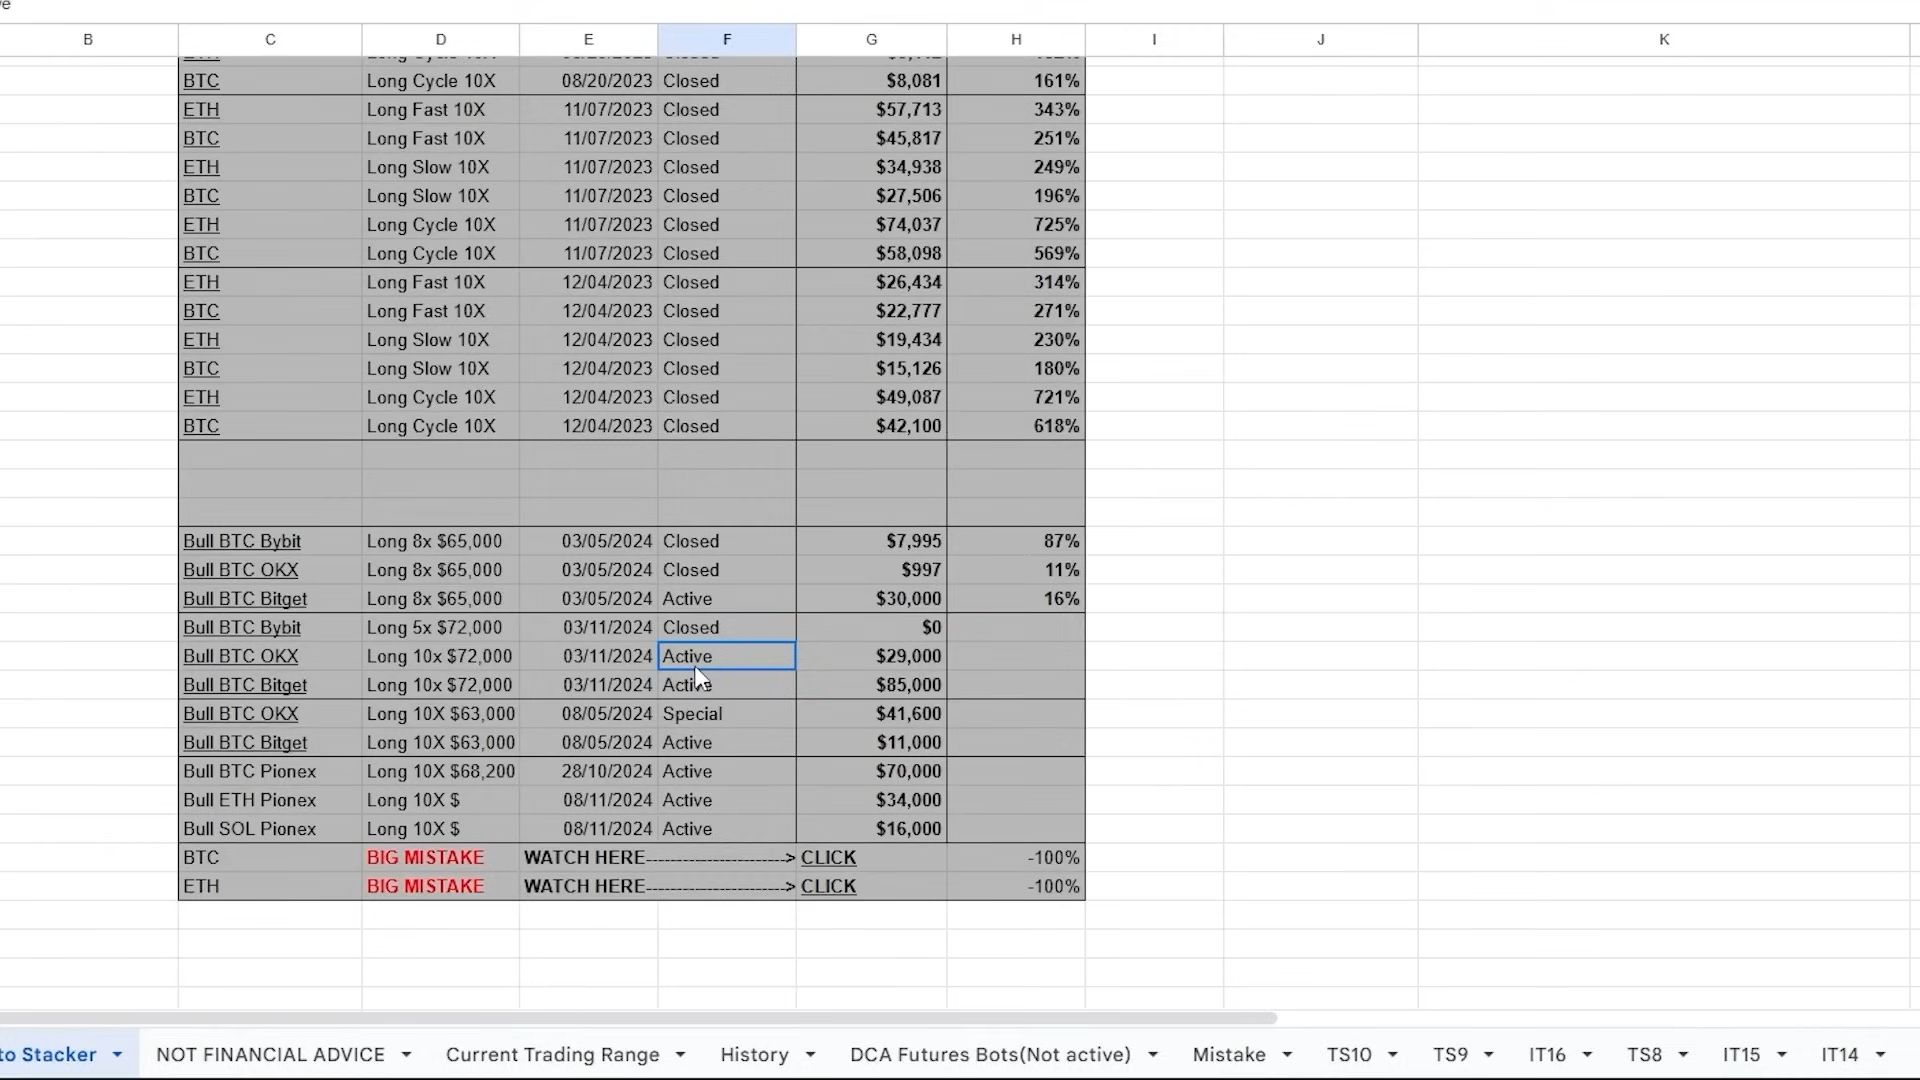 B C D E F G H I J K
BTC Long Cycle 10X 08/20/2023 Closed $8,081 161%
ETH Long Fast 10X 11/07/2023 Closed $57,713 343%
BTC Long Fast 10X 11/07/2023 Closed $45,817 251%
ETH Long Slow 10X 11/07/2023 Closed $34,938 249%
BTC Long Slow 10X 11/07/2023 Closed $27,506 196%
ETH Long Cycle 10X 11/07/2023 Closed $74,037 725%
BTC Long Cycle 10X 11/07/2023 Closed $58,098 569%
ETH Long Fast 10X 12/04/2023 Closed $26,434 314%
BTC Long Fast 10X 12/04/2023 Closed $22,777 271%
ETH Long Slow 10X 12/04/2023 Closed $19,434 230%
BTC Long Slow 10X 12/04/2023 Closed $15,126 180%
ETH Long Cycle 10X 12/04/2023 Closed $49,087 721%
BTC Long Cycle 10X 12/04/2023 Closed $42,100 618%
Bull BTC Bybit Long 8x $65,000 03/05/2024 Closed $7,995 87%
Bull BTC OKX Long 8x $65,000 03/05/2024 Closed $997 11%
Bull BTC Bitget Long 8x $65,000 03/05/2024 Active $30,000 16%
Bull BTC Bybit Long 5x $72,000 03/11/2024 Closed $0
Bull BTC OKX Long 10x $72,000 03/11/2024 Active $29,000
Bull BTC Bitget Long 10x $72,000 03/11/2024 Active $85,000
Bull BTC OKX Long 10X $63,000 08/05/2024 Special $41,600
Bull BTC Bitget Long 10X $63,000 08/05/2024 Active $11,000
Bull BTC Pionex Long 10X $68,200 28/10/2024 Active $70,000
Bull ETH Pionex Long 10X $ 08/11/2024 Active $34,000
Bull SOL Pionex Long 10X $ 08/11/2024 Active $16,000
BTC BIG MISTAKE WATCH HERE------------------------> CLICK -100%
ETH BIG MISTAKE WATCH HERE------------------------> CLICK -100%
to Stacker NOT FINANCIAL ADVICE Current Trading Range History DCA Futures Bots(Not active) Mistake TS10 TS9 IT16 TS8 IT15 IT14